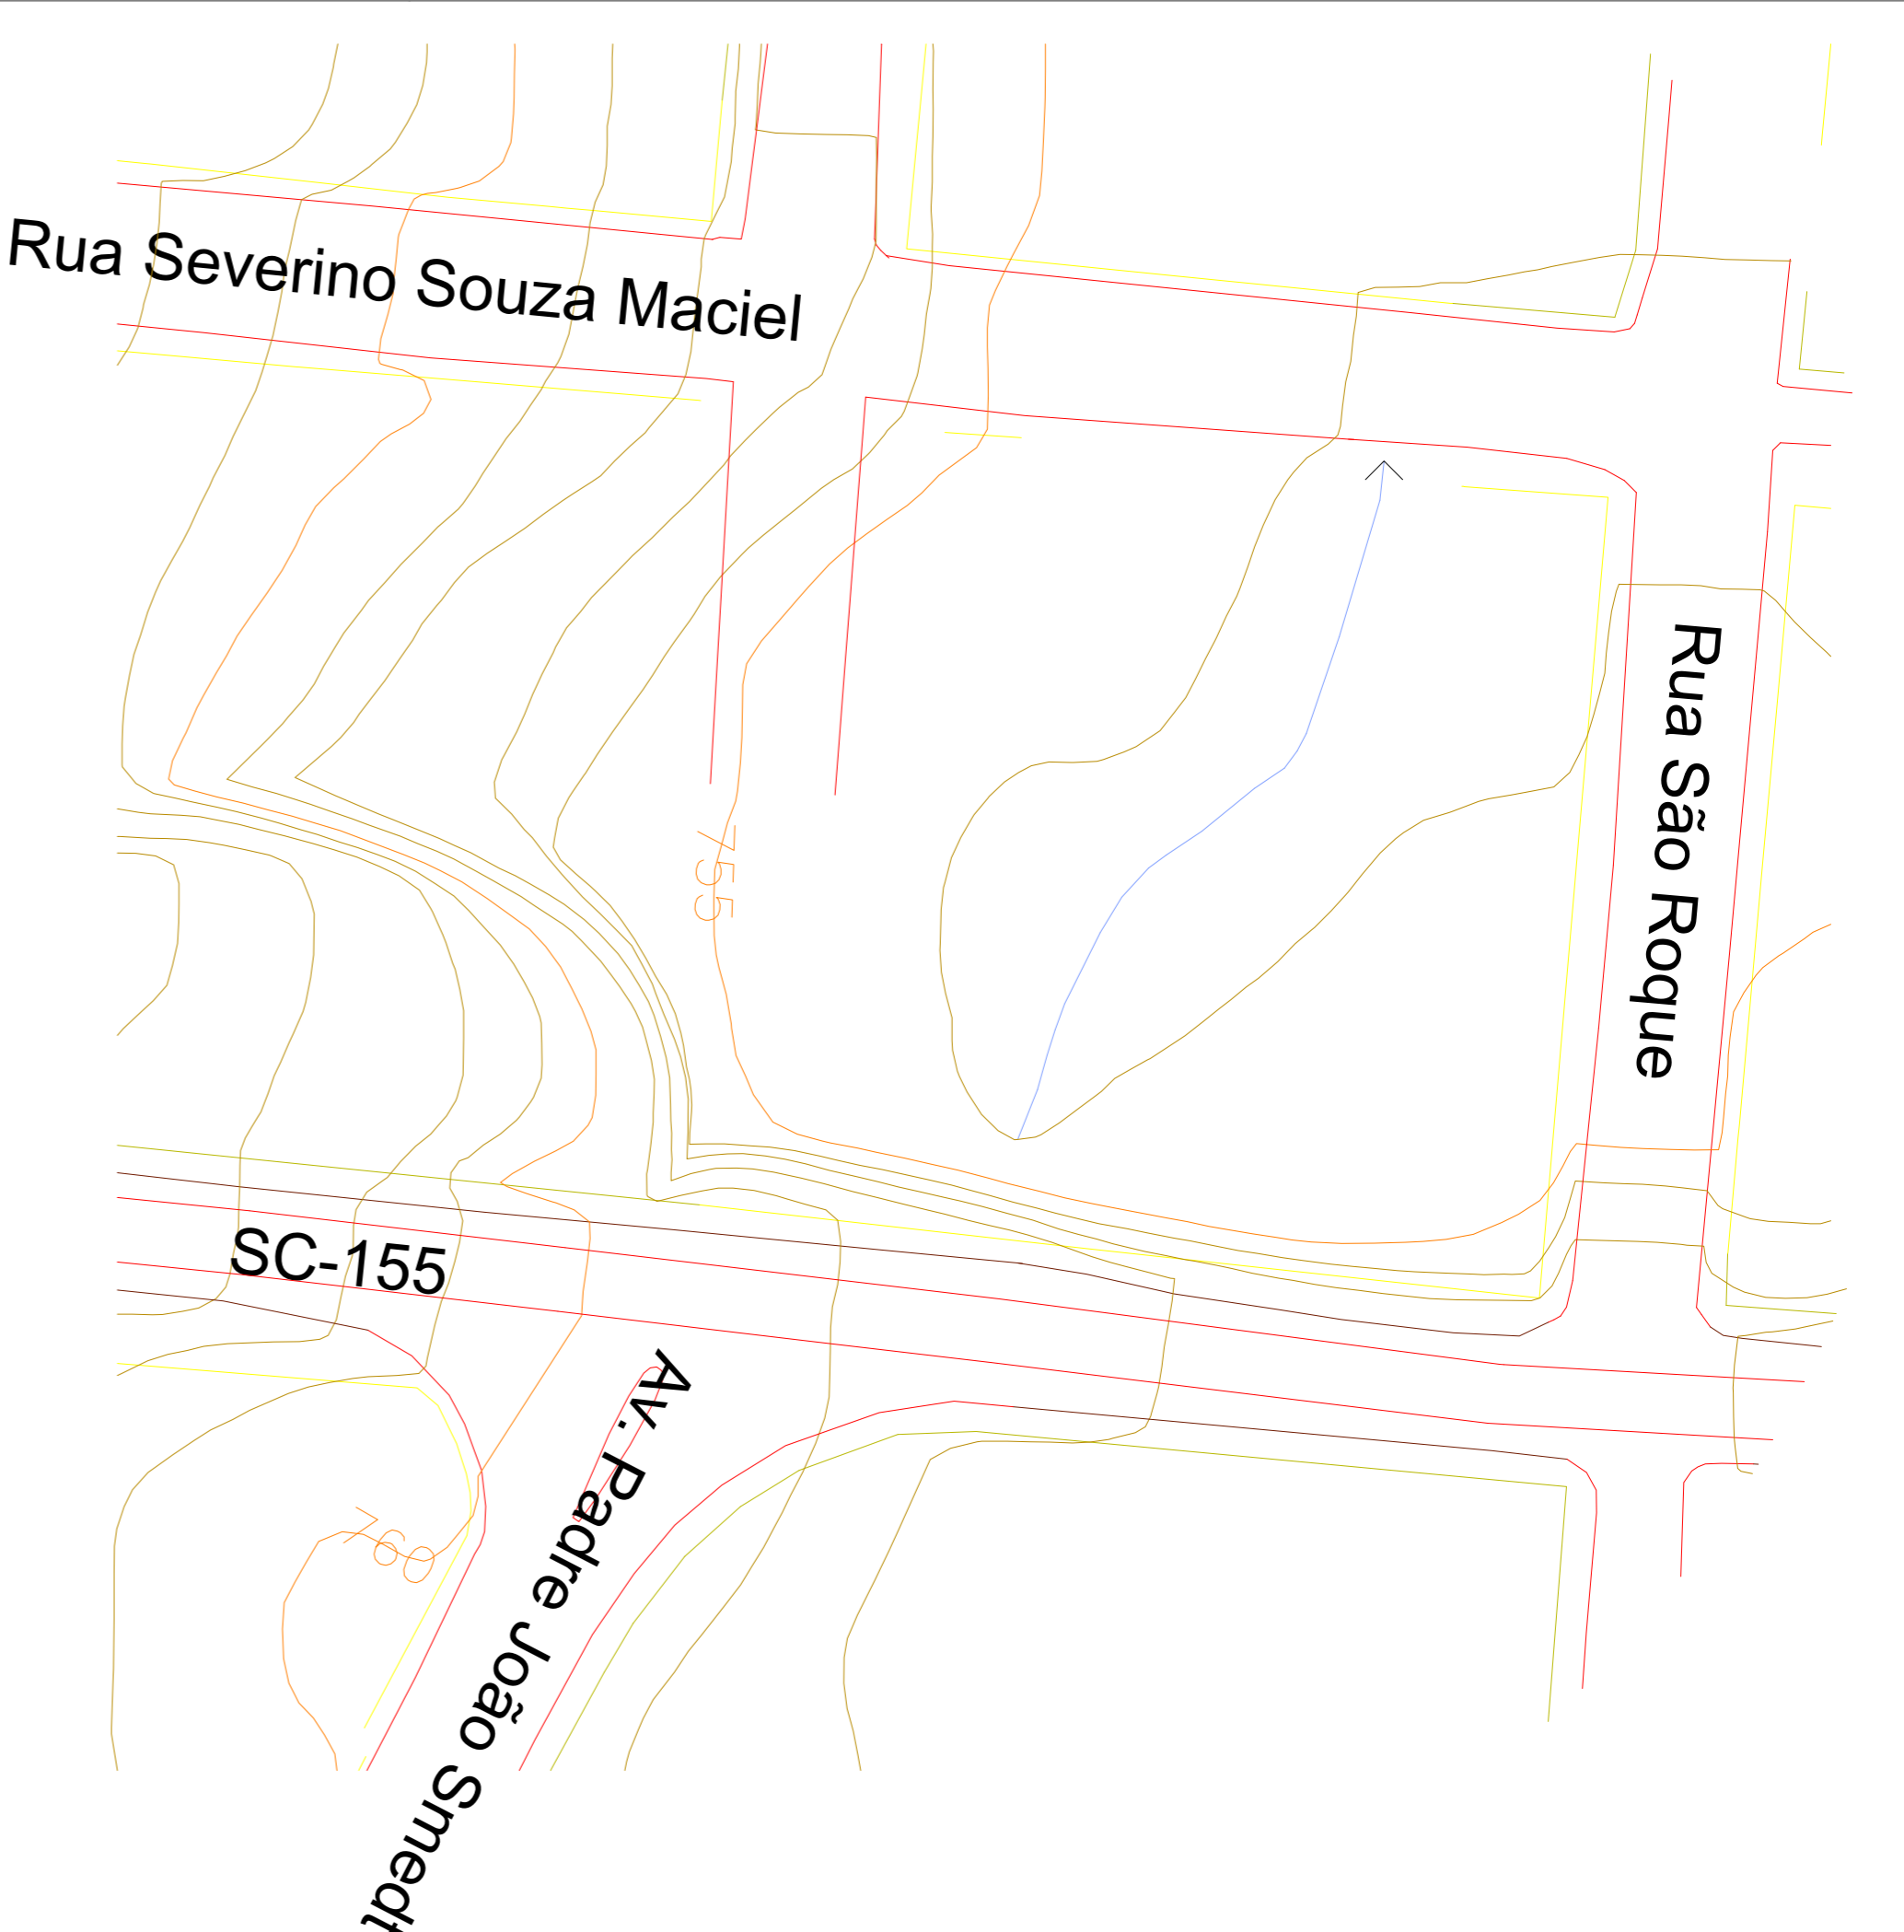 Rua Severino Souza Maciel
Rua São Roque
755
SC-155
Av. Padre João Smedt
760